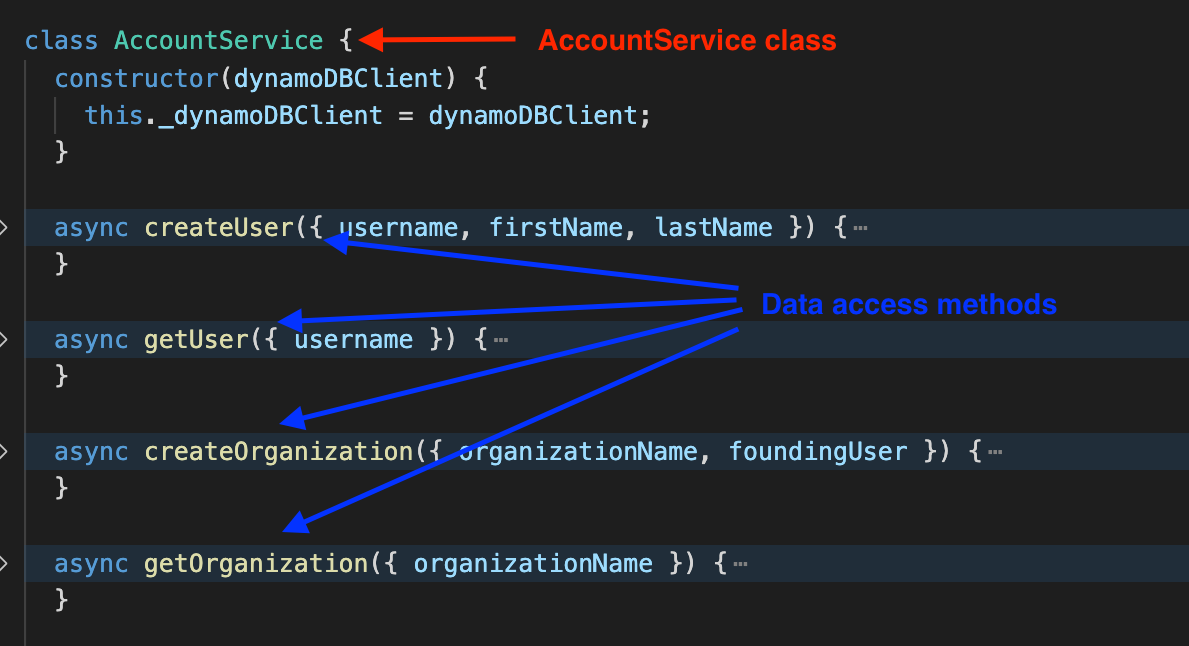 class AccountService {
AccountService class
constructor(dynamoDBClient) {
this._dynamoDBClient = dynamoDBClient;
}
async createUser({ username, firstName, lastName }) {⋯
}
Data access methods
async getUser({ username }) {⋯
}
async createOrganization({ organizationName, foundingUser }) {⋯
}
async getOrganization({ organizationName }) {⋯
}